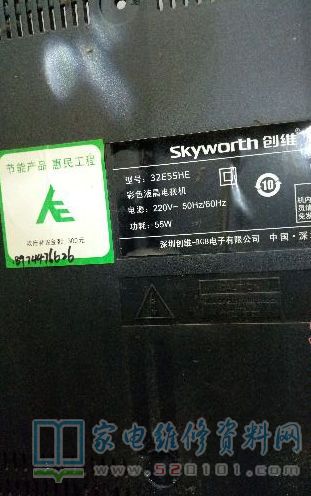 Skyworth 创维
型号: 32E55HE
彩色液晶电视机
电源: 220V~ 50Hz/60Hz
功耗: 55W
深圳创维-RGB电子有限公司 中国·深
10
节能产品 惠民工程
家电维修资料网
www.520101.com